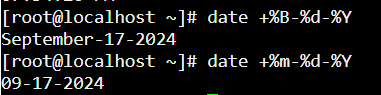 [root@localhost ~]# date +%B-%d-%Y
September-17-2024
[root@localhost ~]# date +%m-%d-%Y
09-17-2024